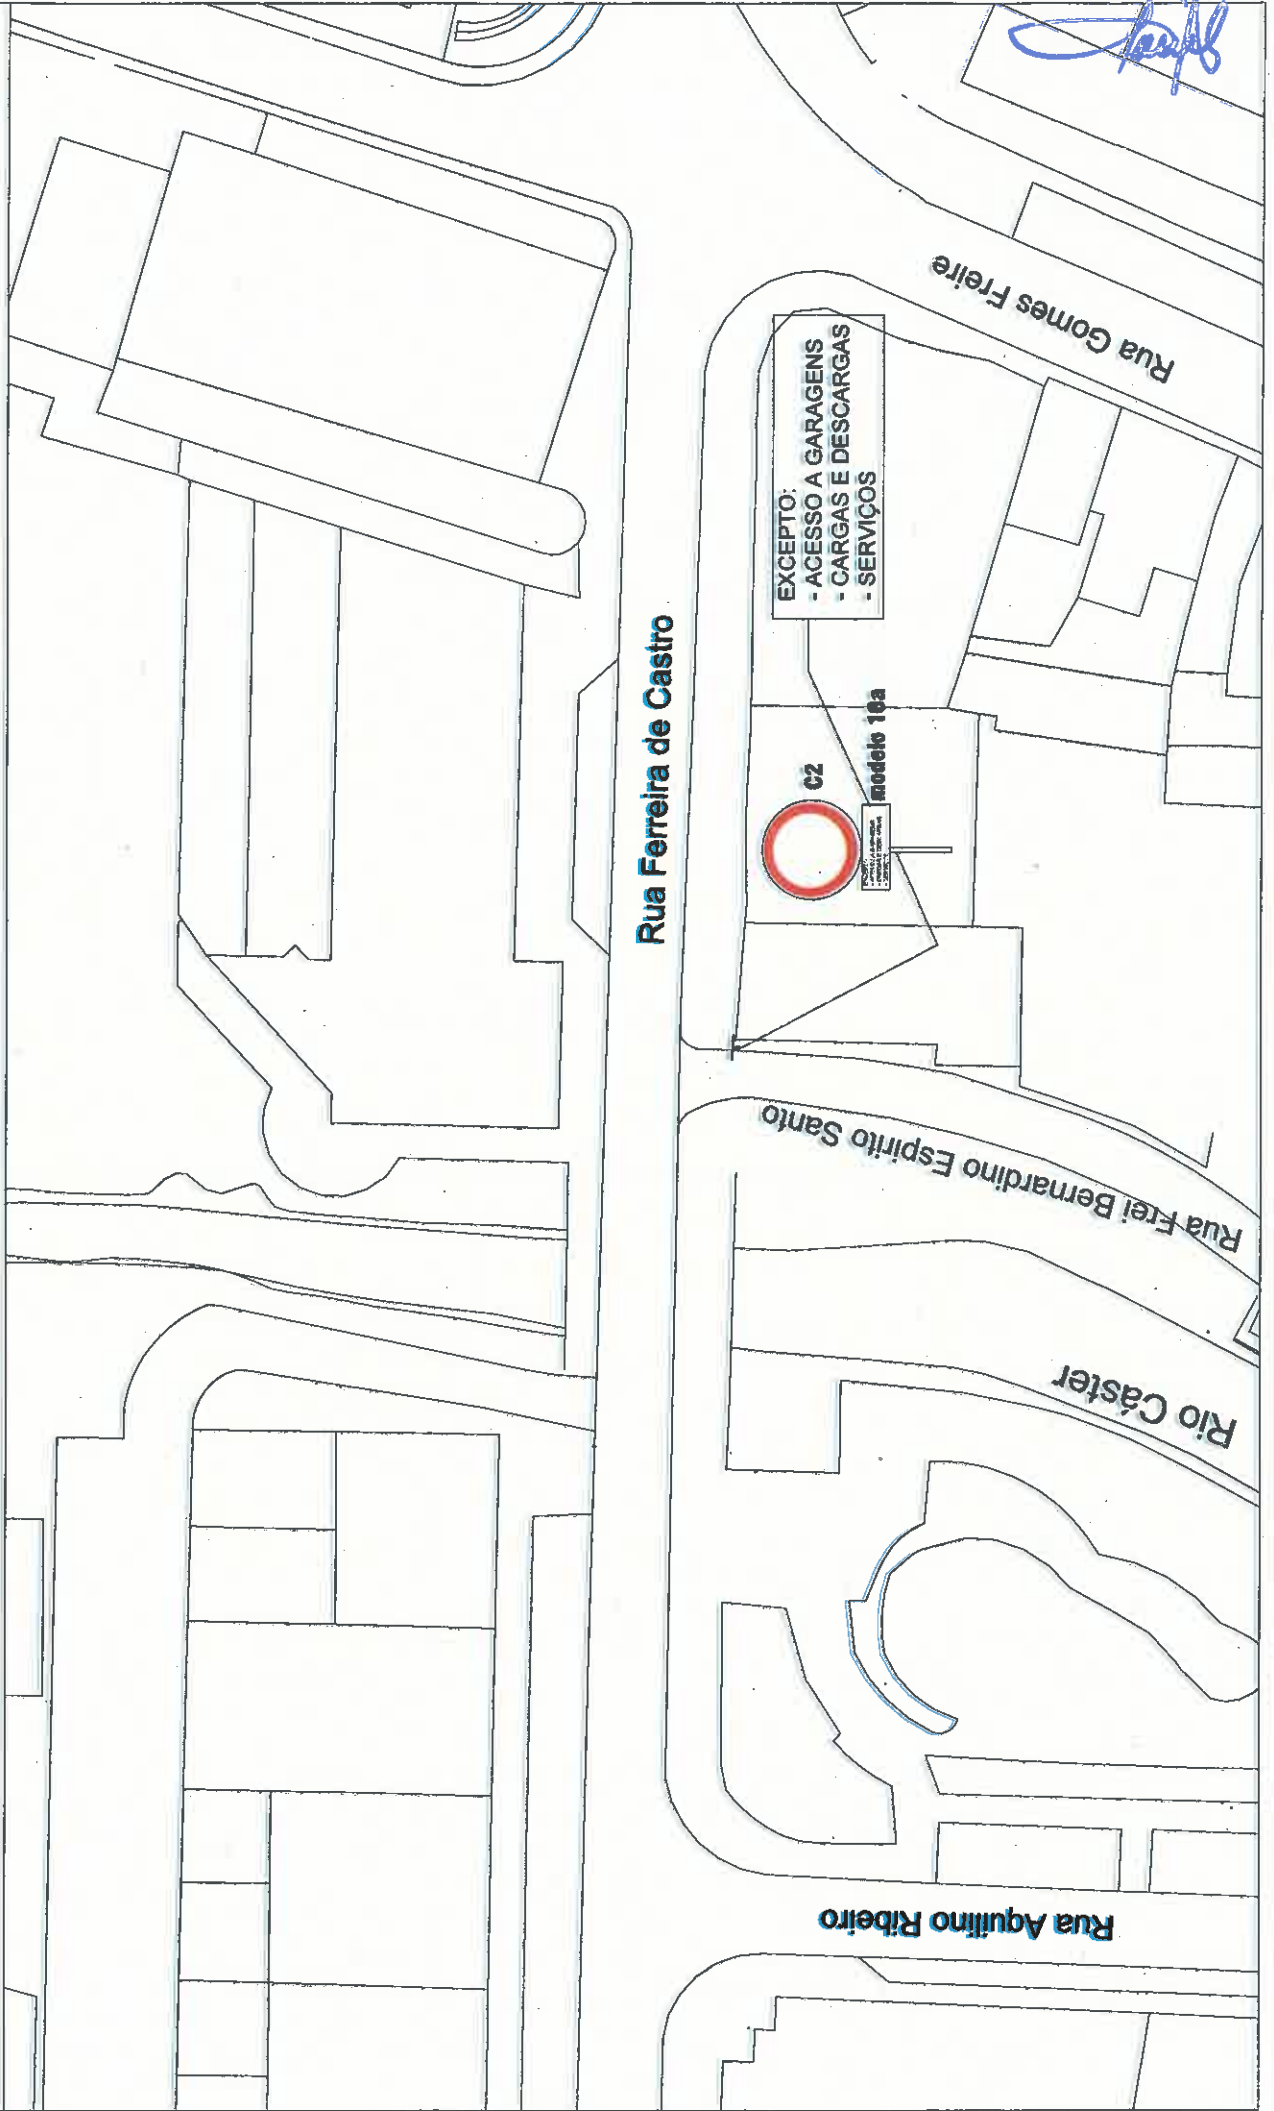 Rua Ferreira de Castro
EXCEPTO:
- ACESSO A GARAGENS
- CARGAS E DESCARGAS
- SERVIÇOS
C2
modelo 10a
Rua Gomes Freire
Rua Frei Bernardino Espirito Santo
Rio Cáster
Rua Aquilino Ribeiro